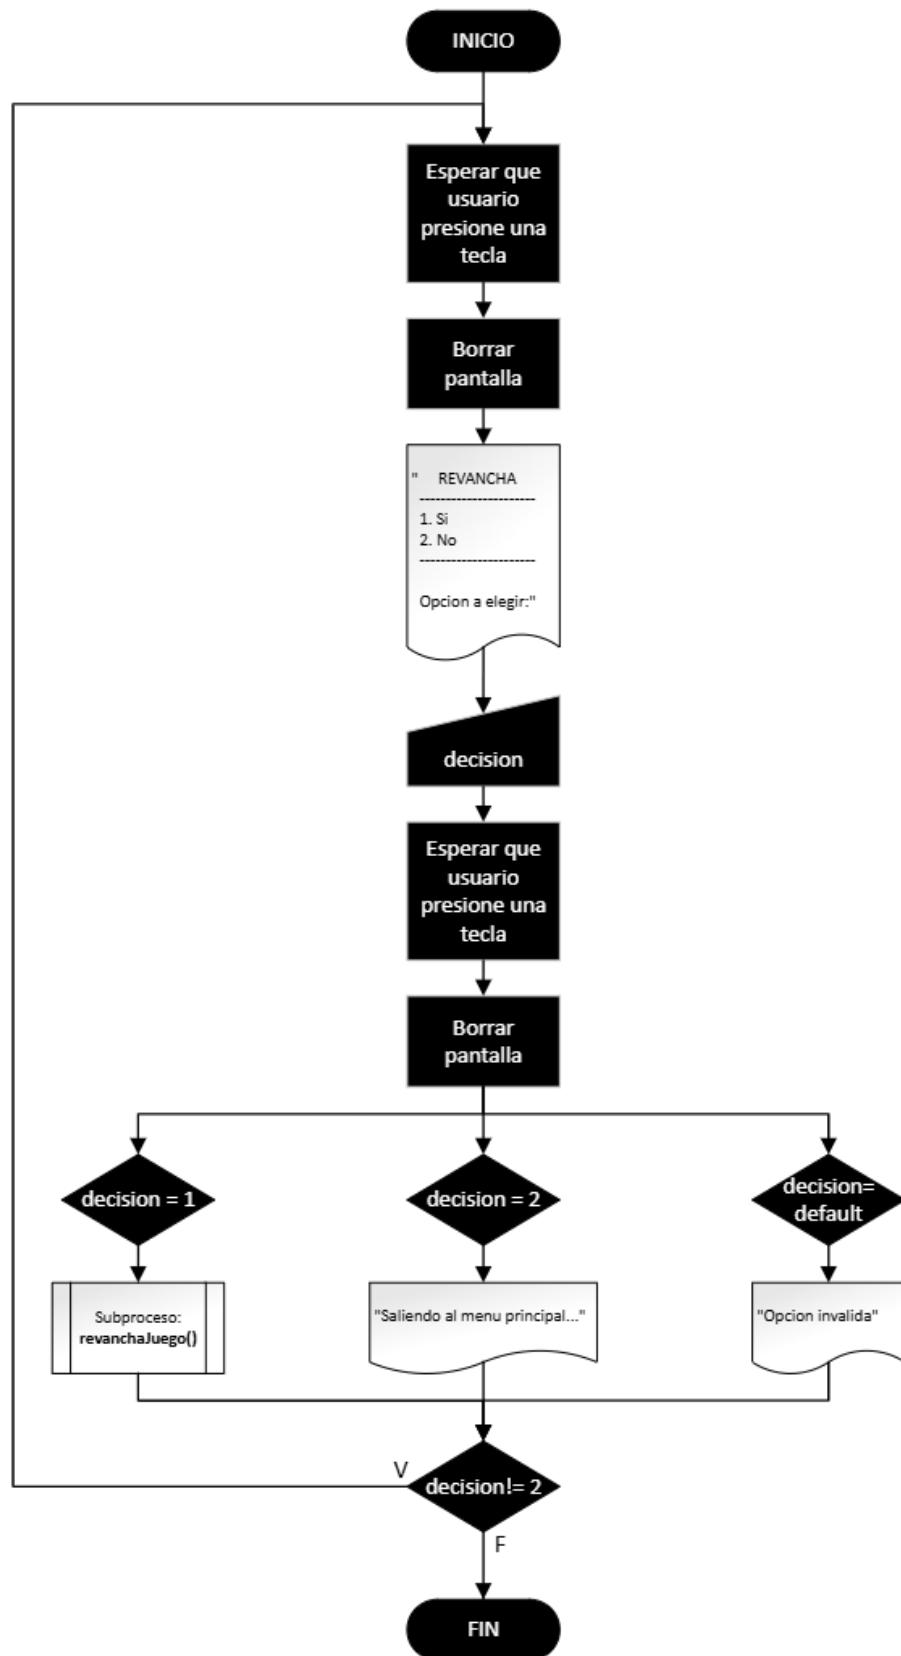 INICIO
Esperar que
usuario
presione una
tecla
Borrar
pantalla
" REVANCHA
-----------------------
1. Si
2. No
-----------------------
Opcion a elegir:"
decision
Esperar que
usuario
presione una
tecla
Borrar
pantalla
decision = 1
decision = 2
decision=
default
Subproceso:
revanchaJuego()
"Saliendo al menu principal..."
"Opcion invalida"
V
decision!= 2
F
FIN